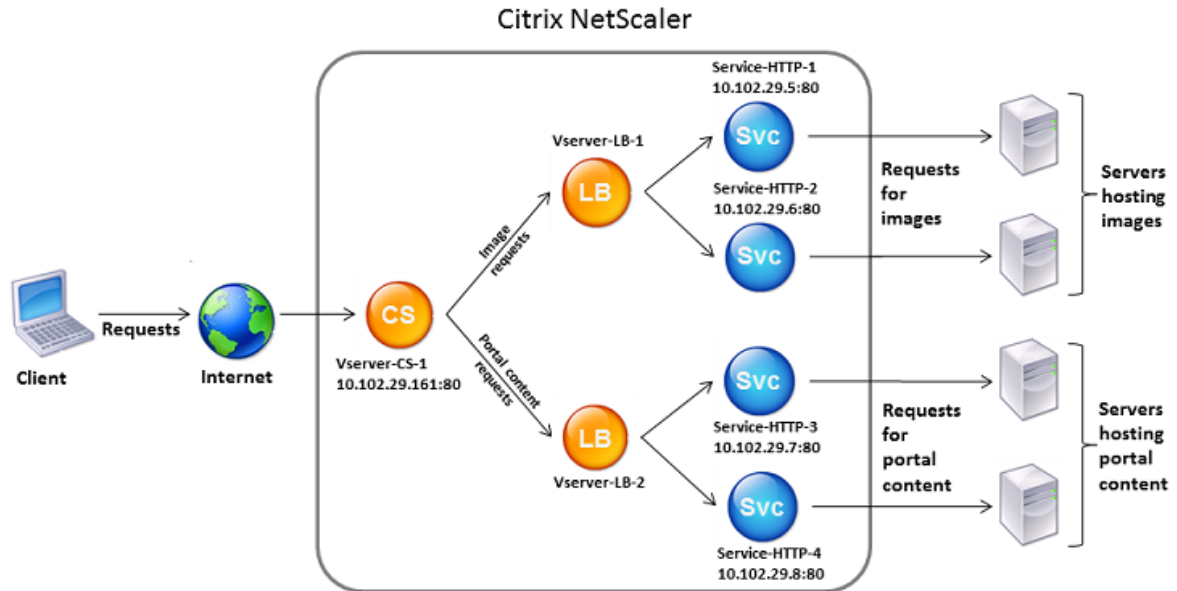 Citrix NetScaler
Service-HTTP-1
10.102.29.5:80
Svc
Vserver-LB-1
LB
Service-HTTP-2
10.102.29.6:80
Svc
Requests
for
images
Servers
hosting
images
Image
requests
Client
Requests
Internet
CS
Vserver-CS-1
10.102.29.161:80
Portal content
requests
LB
Vserver-LB-2
Svc
Service-HTTP-3
10.102.29.7:80
Svc
Service-HTTP-4
10.102.29.8:80
Requests
for
portal
content
Servers
hosting
portal
content